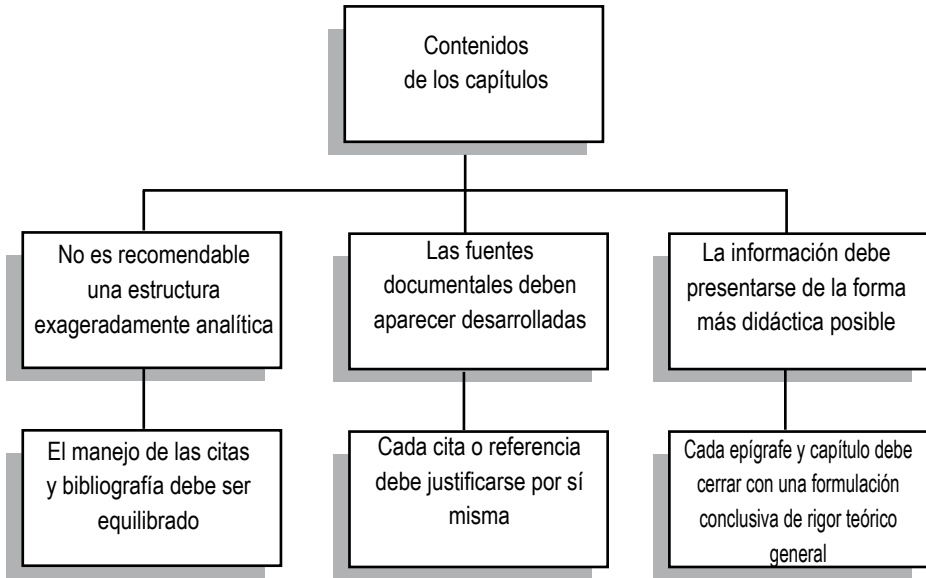 Contenidos
de los capítulos
No es recomendable
una estructura
exageradamente analítica
Las fuentes
documentales deben
aparecer desarrolladas
La información debe
presentarse de la forma
más didáctica posible
El manejo de las citas
y bibliografía debe ser
equilibrado
Cada cita o referencia
debe justificarse por sí
misma
Cada epígrafe y capítulo debe
cerrar con una formulación
conclusiva de rigor teórico
general